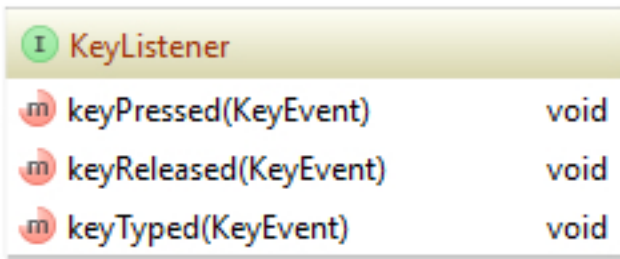 I KeyListener
m keyPressed(KeyEvent) void
m keyReleased(KeyEvent) void
m keyTyped(KeyEvent) void